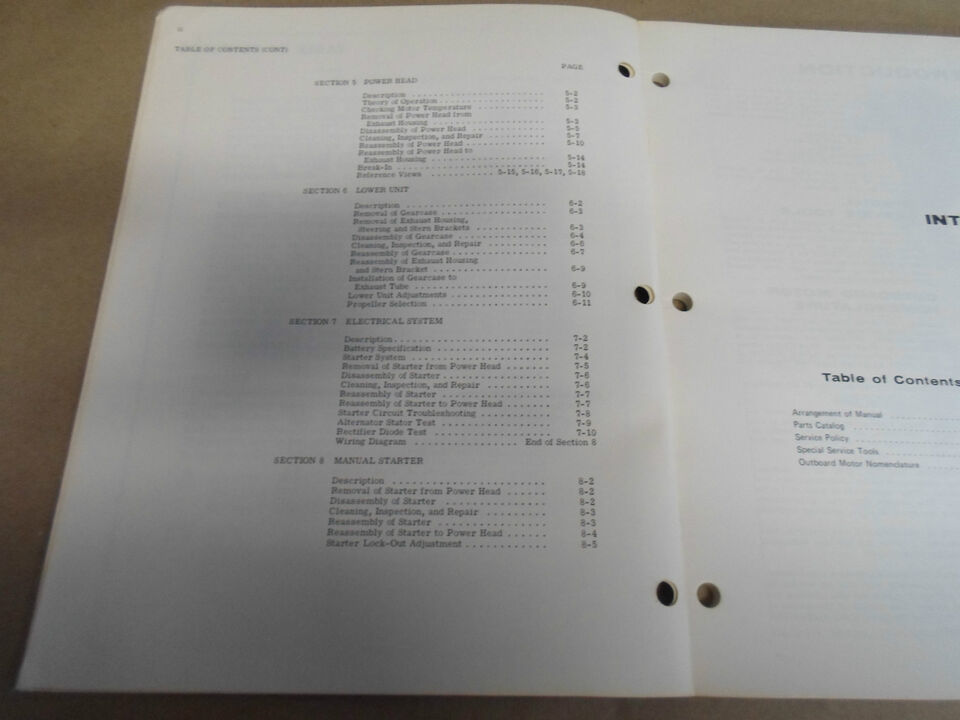 TABLE OF CONTENTS (CONT)
PAGE
SECTION 5 POWER HEAD
Description . . . . . . . . . . . . . . . . . . . . . 5-2
Theory of Operation . . . . . . . . . . . . . . . . . 5-2
Checking Motor Temperature . . . . . . . . . . . . 5-3
Removal of Power Head from
Exhaust Housing . . . . . . . . . . . . . . . . . . 5-3
Disassembly of Power Head . . . . . . . . . . . . 5-5
Cleaning, Inspection, and Repair . . . . . . . . . . 5-7
Reassembly of Power Head . . . . . . . . . . . . . 5-10
Reassembly of Power Head to
Exhaust Housing . . . . . . . . . . . . . . . . . . 5-14
Break-In . . . . . . . . . . . . . . . . . . . . . . . 5-14
Reference Views . . . . . . . . . . . 5-15, 5-16, 5-17, 5-18
SECTION 6 LOWER UNIT
Description . . . . . . . . . . . . . . . . . . . . . 6-2
Removal of Gearcase . . . . . . . . . . . . . . . . 6-3
Removal of Exhaust Housing,
Steering and Stern Brackets . . . . . . . . . . . . 6-3
Disassembly of Gearcase . . . . . . . . . . . . . . 6-4
Cleaning, Inspection, and Repair . . . . . . . . . . 6-6
Reassembly of Gearcase . . . . . . . . . . . . . . . 6-7
Reassembly of Exhaust Housing
and Stern Bracket . . . . . . . . . . . . . . . . . 6-9
Installation of Gearcase to
Exhaust Tube . . . . . . . . . . . . . . . . . . . . 6-9
Lower Unit Adjustments . . . . . . . . . . . . . . . 6-10
Propeller Selection . . . . . . . . . . . . . . . . . 6-11
SECTION 7 ELECTRICAL SYSTEM
Description . . . . . . . . . . . . . . . . . . . . . . 7-2
Battery Specification . . . . . . . . . . . . . . . . 7-2
Starter System . . . . . . . . . . . . . . . . . . . . 7-4
Removal of Starter from Power Head . . . . . . . 7-5
Disassembly of Starter . . . . . . . . . . . . . . . 7-6
Cleaning, Inspection, and Repair . . . . . . . . . . 7-6
Reassembly of Starter . . . . . . . . . . . . . . . . 7-7
Reassembly of Starter to Power Head . . . . . . . 7-7
Starter Circuit Troubleshooting . . . . . . . . . . . 7-8
Alternator Stator Test . . . . . . . . . . . . . . . . 7-9
Rectifier Diode Test . . . . . . . . . . . . . . . . . 7-10
Wiring Diagram . . . . . . . . . . . . . End of Section 8
SECTION 8 MANUAL STARTER
Description . . . . . . . . . . . . . . . . . . . . 8-2
Removal of Starter from Power Head . . . . . . 8-2
Disassembly of Starter . . . . . . . . . . . . . . 8-2
Cleaning, Inspection, and Repair . . . . . . . . 8-3
Reassembly of Starter . . . . . . . . . . . . . . 8-3
Reassembly of Starter to Power Head . . . . . . 8-4
Starter Lock-Out Adjustment . . . . . . . . . . . 8-5
INT
Table of Contents
Arrangement of Manual . . . . . . . . .
Parts Catalog . . . . . . . . . . . . . . .
Service Policy . . . . . . . . . . . . . .
Special Service Tools . . . . . . . . .
Outboard Motor Nomenclature . . . . .